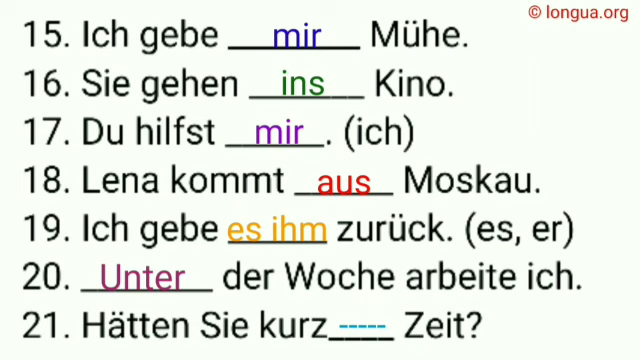 © longua.org
15. Ich gebe mir Mühe.
16. Sie gehen ins Kino.
17. Du hilfst mir. (ich)
18. Lena kommt aus Moskau.
19. Ich gebe es ihm zurück. (es, er)
20. Unter der Woche arbeite ich.
21. Hätten Sie kurz ----- Zeit?